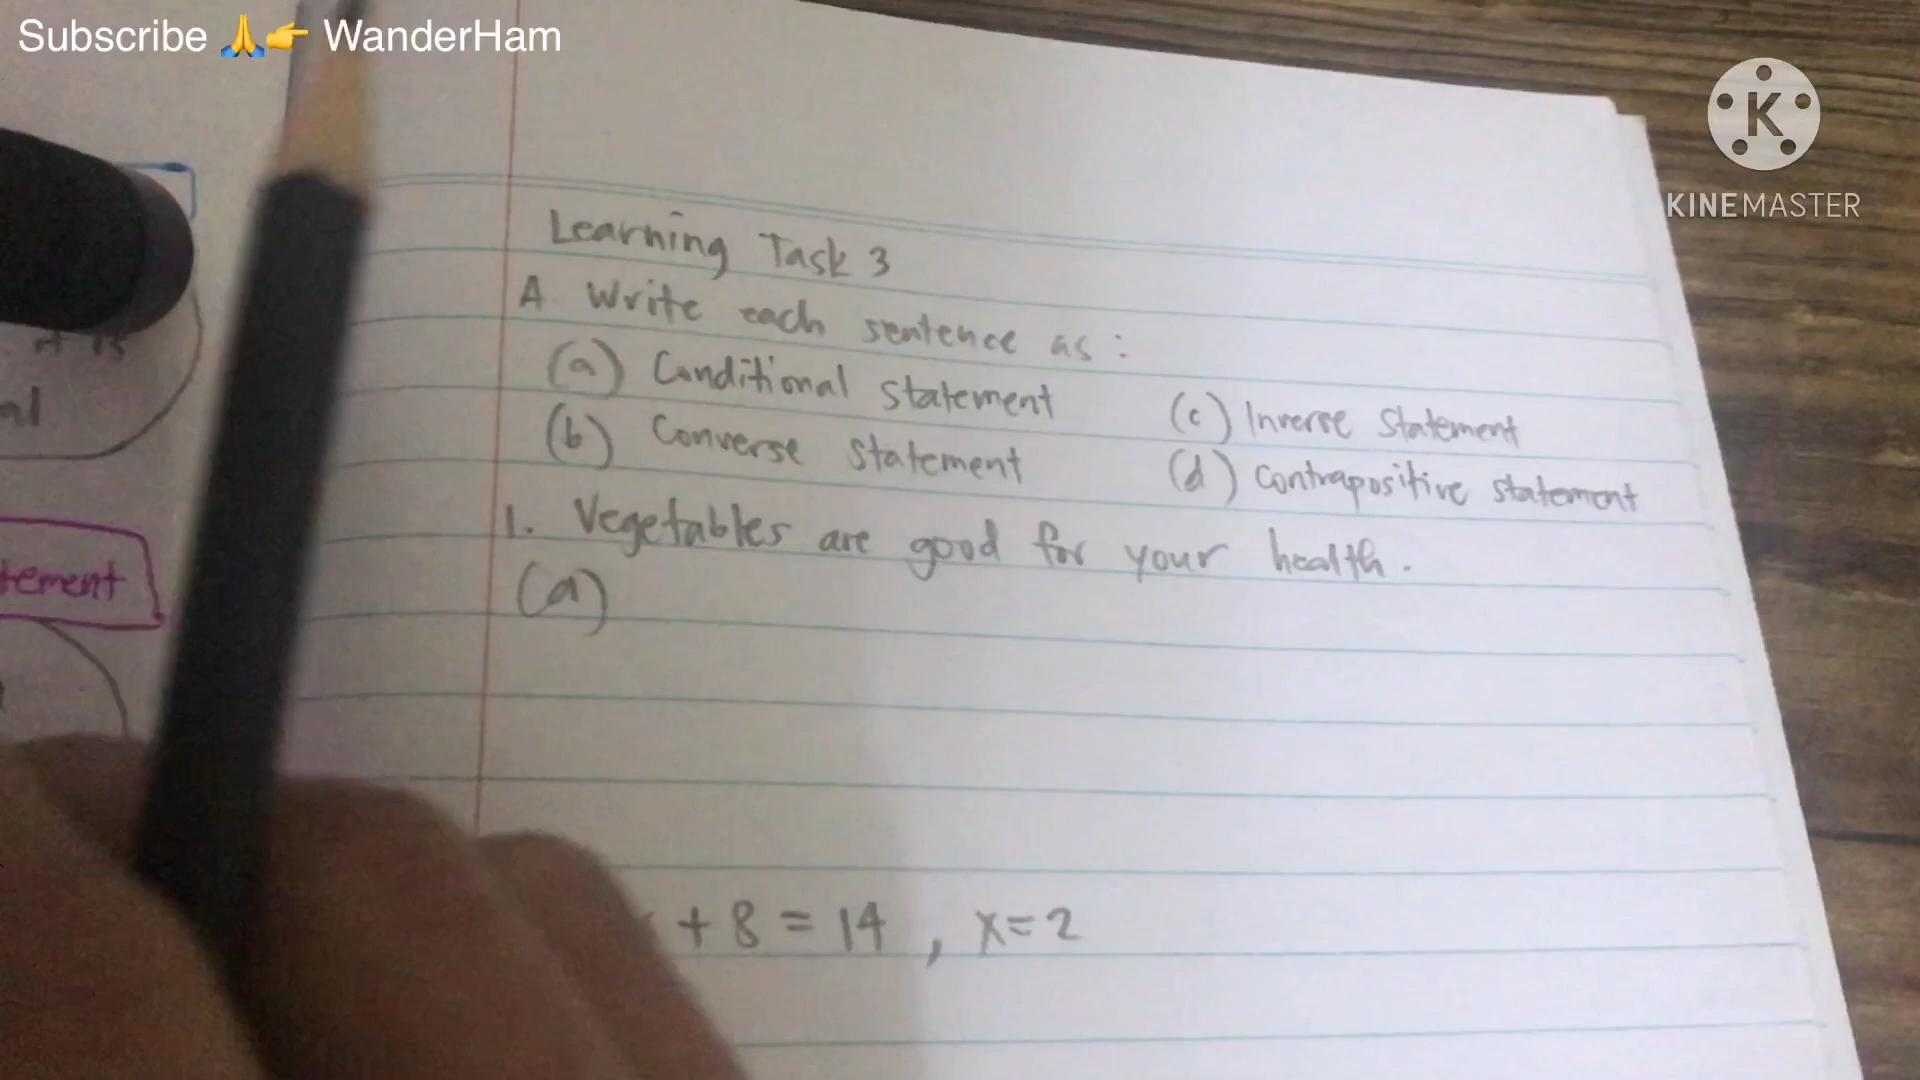 Subscribe 🙏👉 WanderHam
KINEMASTER
Learning Task 3
A. Write each sentence as:
(a) Conditional statement
(b) Converse statement
(c) Inverse statement
(d) contrapositive statement
1. Vegetables are good for your health.
(a)
+ 8 = 14 , x=2
al
tement